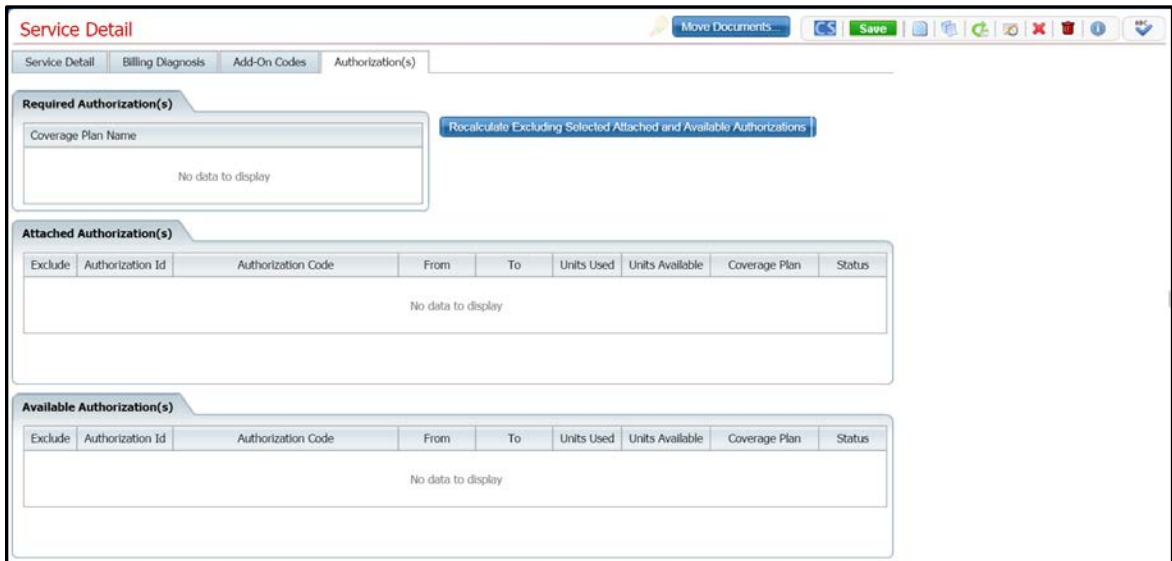 Service Detail
Move Documents...
CS
Save
ABC
Service Detail
Billing Diagnosis
Add-On Codes
Authorization(s)
Required Authorization(s)
Recalculate Excluding Selected Attached and Available Authorizations
Coverage Plan Name
No data to display
Attached Authorization(s)
Exclude Authorization Id Authorization Code From To Units Used Units Available Coverage Plan Status
No data to display
Available Authorization(s)
Exclude Authorization Id Authorization Code From To Units Used Units Available Coverage Plan Status
No data to display